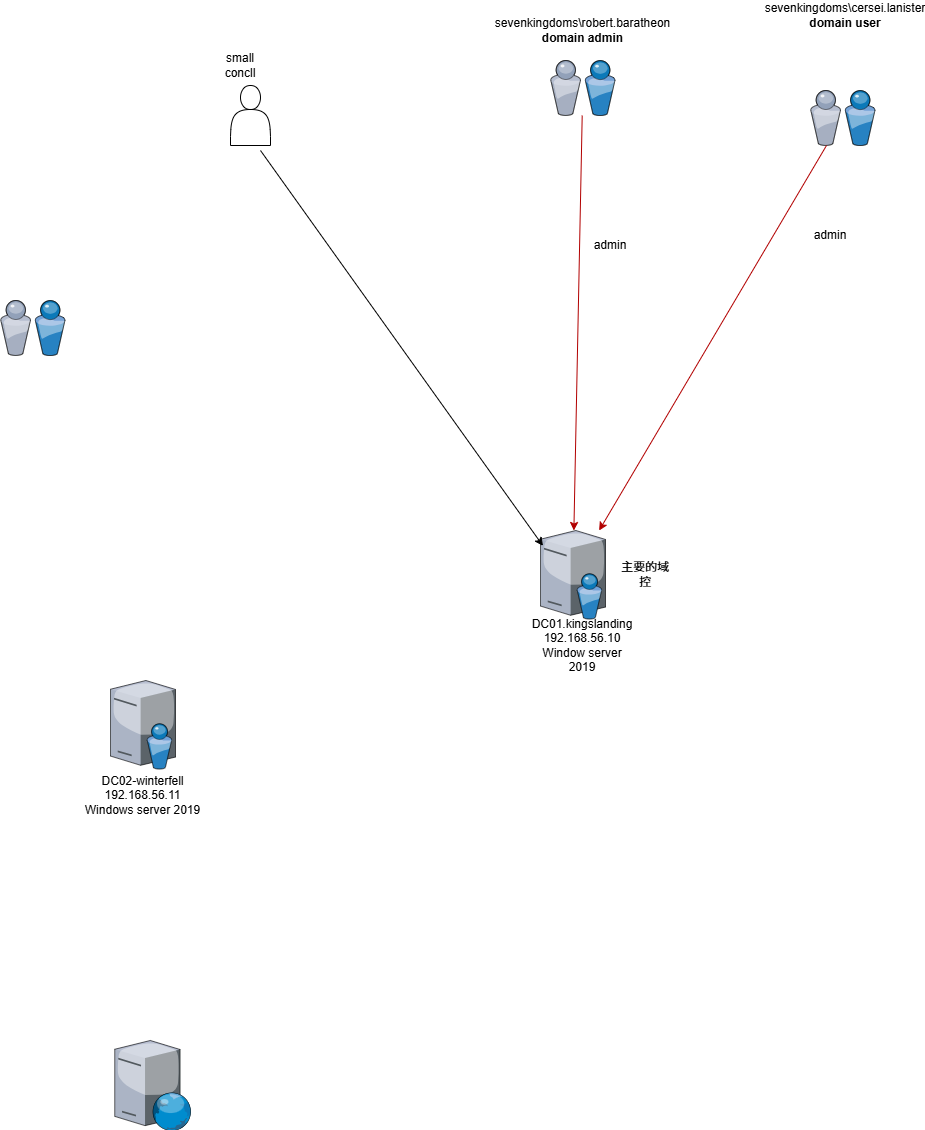 sevenkingdoms\cersei.lanister
domain user
sevenkingdoms\robert.baratheon
domain admin
small
concll
admin
admin
主要的域
控
DC01.kingslanding
192.168.56.10
Window server
2019
DC02-winterfell
192.168.56.11
Windows server 2019